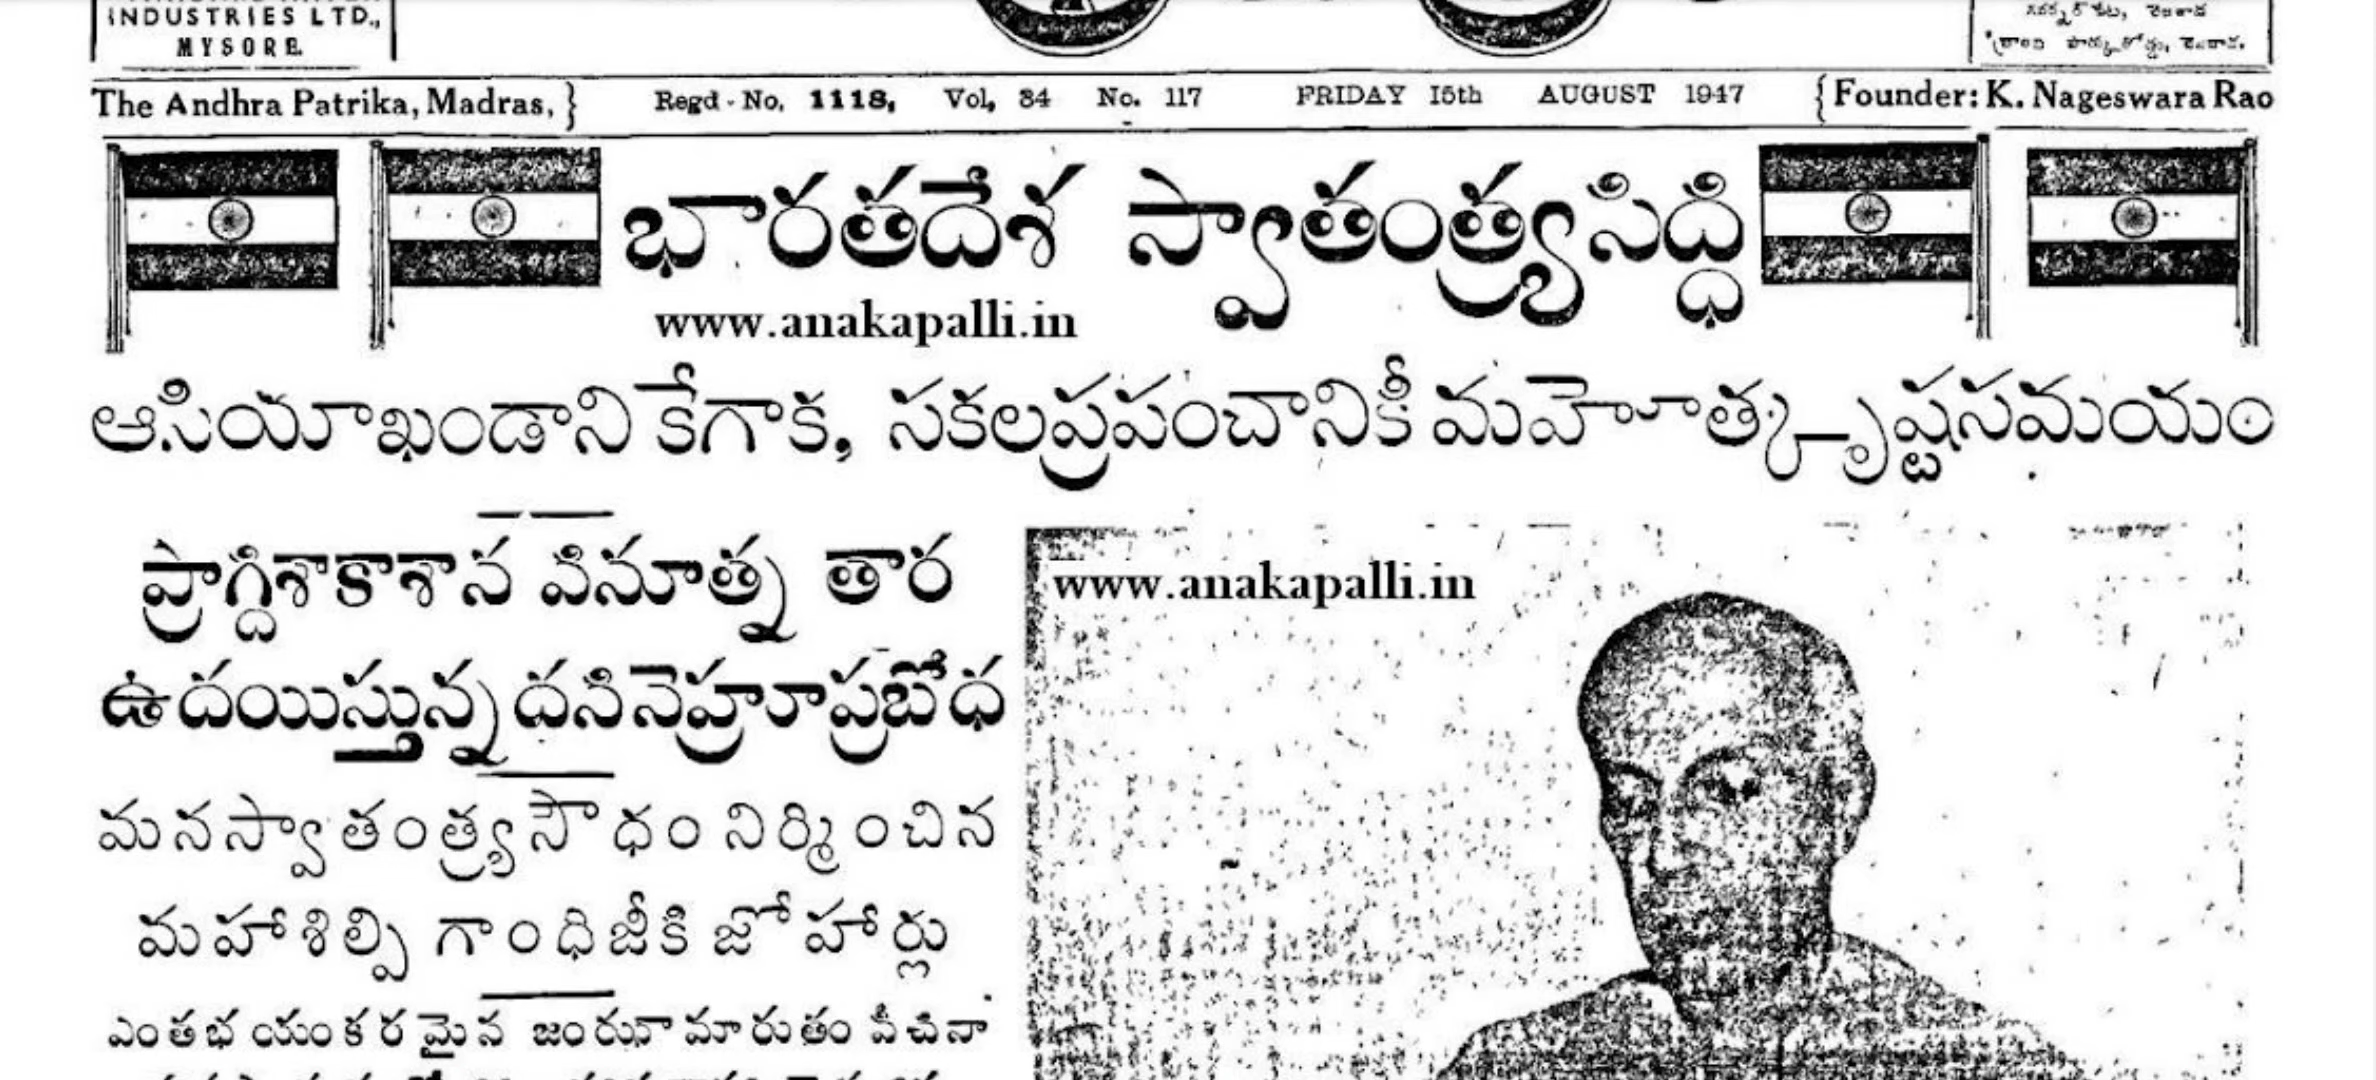 INDUSTRIES LTD.,
MYSORE.
The Andhra Patrika, Madras, } Regd - No. 1118, Vol, 34 No. 117 FRIDAY 15th AUGUST 1947 { Founder: K. Nageswara Rao
భారతదేశ స్వాతంత్ర్యసిద్ధి
www.anakapalli.in
ఆసియాఖండానికేగాక, సకలప్రపంచానికీ మహోత్కృష్టసమయం
ప్రాగ్దిశాకాశాన వినూత్న తార
www.anakapalli.in
ఉదయిస్తున్నదని నెహ్రూప్రబోధ
మనస్వాతంత్ర్యసౌధం నిర్మించిన
మహాశిల్పి గాంధిజీకి జోహార్లు
ఎంతభయంకరమైన జంఝామారుతం వీచినా